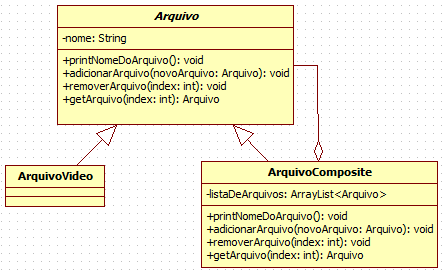 Arquivo
-nome: String
+printNomeDoArquivo(): void
+adicionarArquivo(novoArquivo: Arquivo): void
+removerArquivo(index: int): void
+getArquivo(index: int): Arquivo
ArquivoVideo
ArquivoComposite
-listaDeArquivos: ArrayList<Arquivo>
+printNomeDoArquivo(): void
+adicionarArquivo(novoArquivo: Arquivo): void
+removerArquivo(index: int): void
+getArquivo(index: int): Arquivo